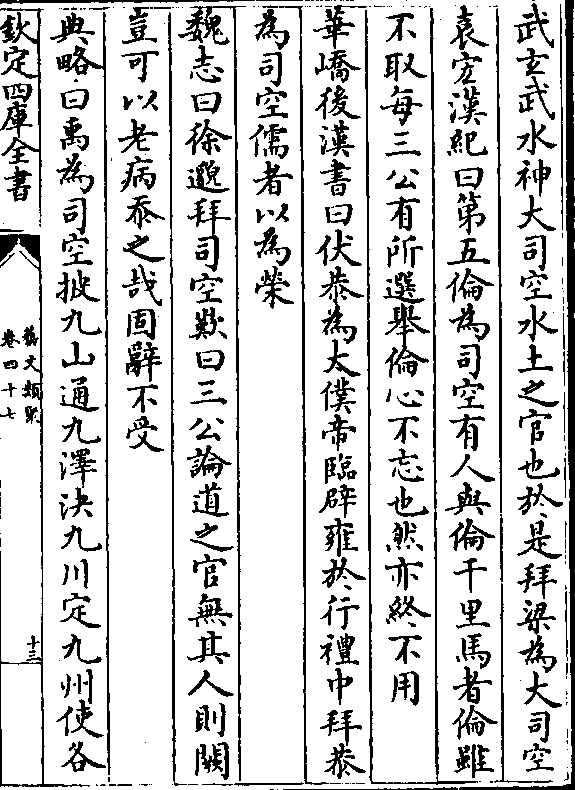 武玄武水神大司空水土之官也於是拜梁為大司空
袁宏漢紀曰第五倫為司空有人與倫千里馬者倫雖
不取每三公有所選舉倫心不忘也然亦終不用
華嶠後漢書曰伏恭為太僕帝臨辟雍於行禮中拜恭
為司空儒者以為榮
魏志曰徐邈拜司空歎曰三公論道之官無其人則闕
豈可以老病忝之哉固辭不受
典略曰禹為司空披九山通九澤決九川定九州使各
欽定四庫全書
藝文類聚
卷四十七
十三